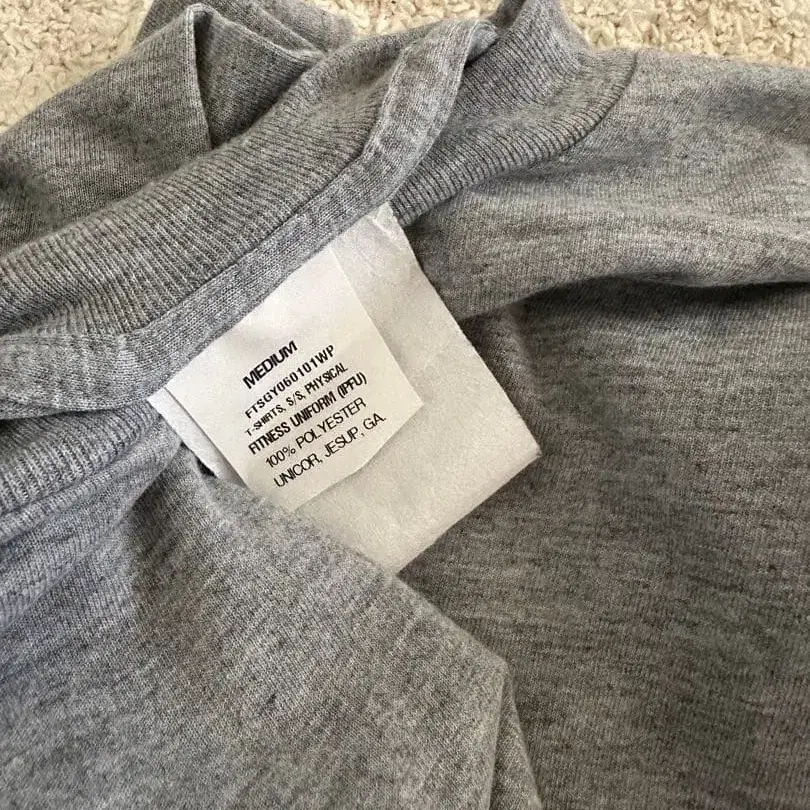 MEDIUM
FTSGY060101WP
T-SHIRTS, S/S, PHYSICAL
FITNESS UNIFORM (IPFU)
100% POLYESTER
UNICOR, JESUP, GA.